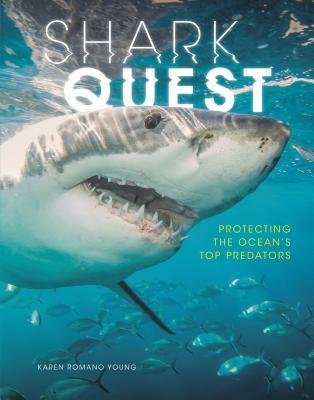 SHARK
QUEST
PROTECTING
THE OCEAN'S
TOP PREDATORS
KAREN ROMANO YOUNG